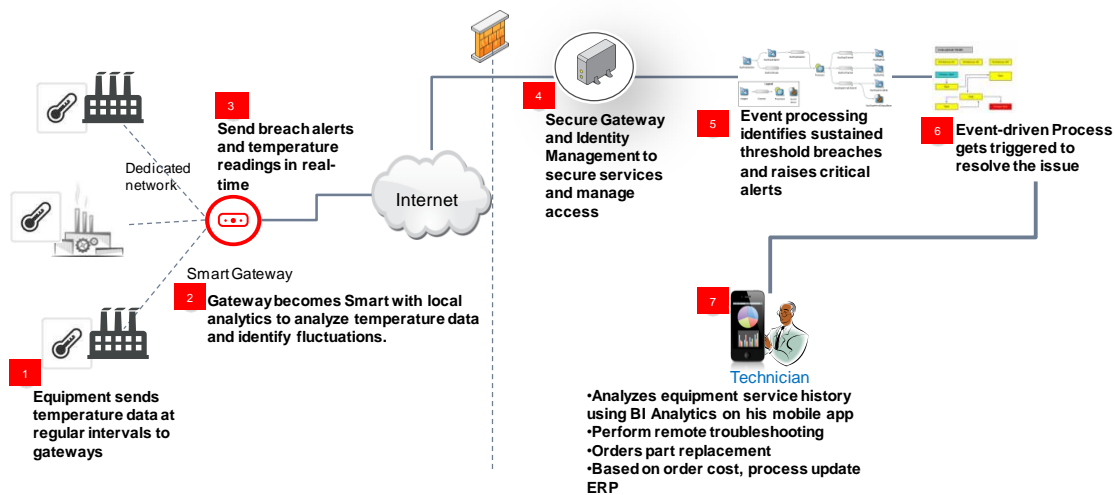 1
Equipment sends
temperature data at
regular intervals to
gateways
Dedicated
network
Smart Gateway
2
Gateway becomes Smart with local
analytics to analyze temperature data
and identify fluctuations.
3
Send breach alerts
and temperature
readings in real-
time
Internet
4
Secure Gateway
and Identity
Management to
secure services
and manage
access
5
Event processing
identifies sustained
threshold breaches
and raises critical
alerts
6
Event-driven Process
gets triggered to
resolve the issue
7
Technician
•Analyzes equipment service history
using BI Analytics on his mobile app
•Perform remote troubleshooting
•Orders part replacement
•Based on order cost, process update
ERP